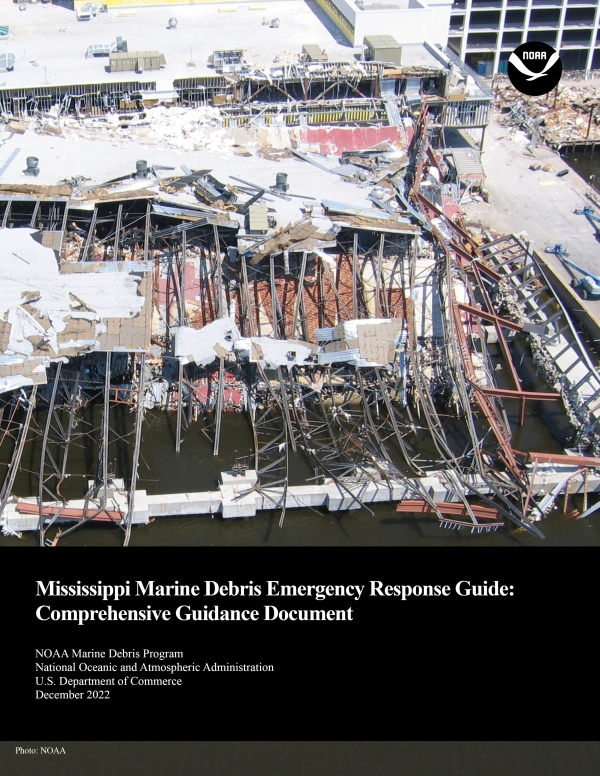 NOAA
Mississippi Marine Debris Emergency Response Guide:
Comprehensive Guidance Document
NOAA Marine Debris Program
National Oceanic and Atmospheric Administration
U.S. Department of Commerce
December 2022
Photo: NOAA